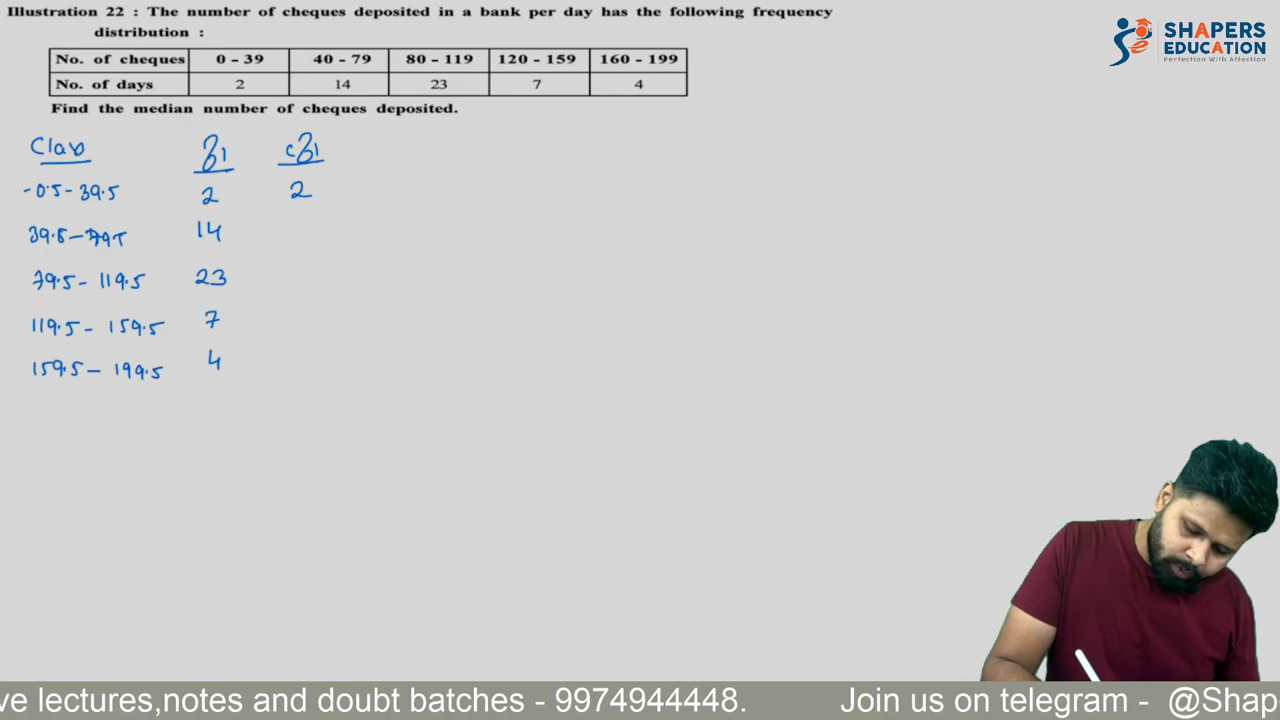 Illustration 22 : The number of cheques deposited in a bank per day has the following frequency
distribution :
No. of cheques 0 – 39 40 – 79 80 – 119 120 – 159 160 – 199
No. of days 2 14 23 7 4
Find the median number of cheques deposited.
Class fi cfi
-0.5 - 39.5 2 2
39.5 - 79.5 14
79.5 - 119.5 23
119.5 - 159.5 7
159.5 - 199.5 4
SHAPERS
EDUCATION
Perfection With Affection
ve lectures,notes and doubt batches - 9974944448. Join us on telegram - @Shap